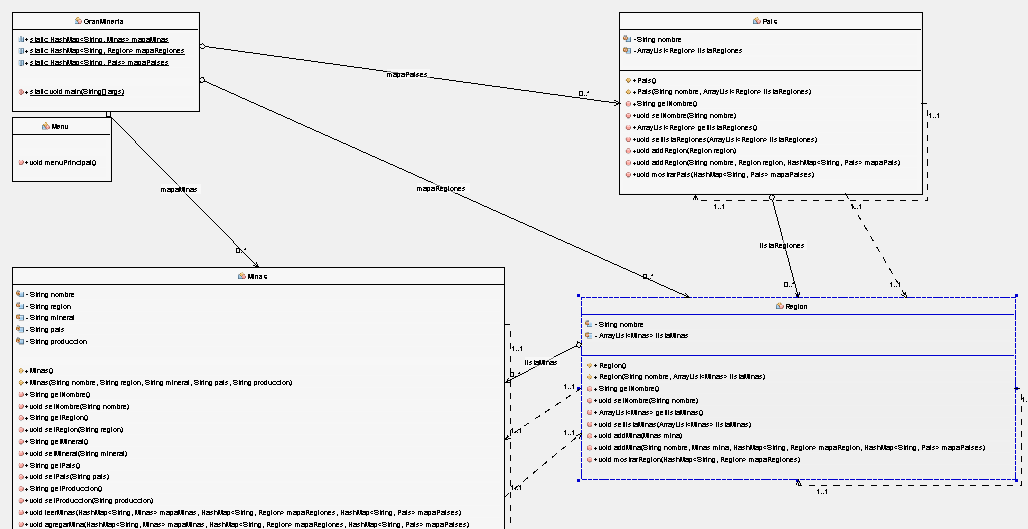 GranMineria
+ static HashMap<String, Minas> mapaMinas
+ static HashMap<String, Region> mapaRegiones
+ static HashMap<String, Pais> mapaPaises
+ static void main(String[] args)
Menu
+ void menuPrincipal()
mapaPaises
0..*
mapaRegiones
0..*
mapaMinas
0..*
Pais
- String nombre
- ArrayList<Region> listaRegiones
+ Pais()
+ Pais(String nombre, ArrayList<Region> listaRegiones)
+ String getNombre()
+ void setNombre(String nombre)
+ ArrayList<Region> getlistaRegiones()
+ void setlistaRegiones(ArrayList<Region> listaRegiones)
+ void addRegion(Region region)
+ void addRegion(String nombre, Region region, HashMap<String, Pais> mapaPais)
+ void mostrarPais(HashMap<String, Pais> mapaPaises)
1..1
1..1
1..1
listaRegiones
0..*
1..1
Minas
- String nombre
- String region
- String mineral
- String pais
- String produccion
+ Minas()
+ Minas(String nombre, String region, String mineral, String pais, String produccion)
+ String getNombre()
+ void setNombre(String nombre)
+ String getRegion()
+ void setRegion(String region)
+ String getMineral()
+ void setMineral(String mineral)
+ String getPais()
+ void setPais(String pais)
+ String getProduccion()
+ void setProduccion(String produccion)
+ void leerMinas(HashMap<String, Minas> mapaMinas, HashMap<String, Region> mapaRegiones, HashMap<String, Pais> mapaPaises)
+ void agregarMina(HashMap<String, Minas> mapaMinas, HashMap<String, Region> mapaRegiones, HashMap<String, Pais> mapaPaises)
1..1
listaMinas
0..*
1..1
1..1
1..1
1..1
Region
- String nombre
- ArrayList<Minas> listaMinas
+ Region()
+ Region(String nombre, ArrayList<Minas> listaMinas)
+ String getNombre()
+ void setNombre(String nombre)
+ ArrayList<Minas> getlistaMinas()
+ void setlistaMinas(ArrayList<Minas> listaMinas)
+ void addMina(Minas mina)
+ void addMina(String nombre, Minas mina, HashMap<String, Region> mapaRegion, HashMap<String, Pais> mapaPaises)
+ void mostrarRegion(HashMap<String, Region> mapaRegiones)
1..1